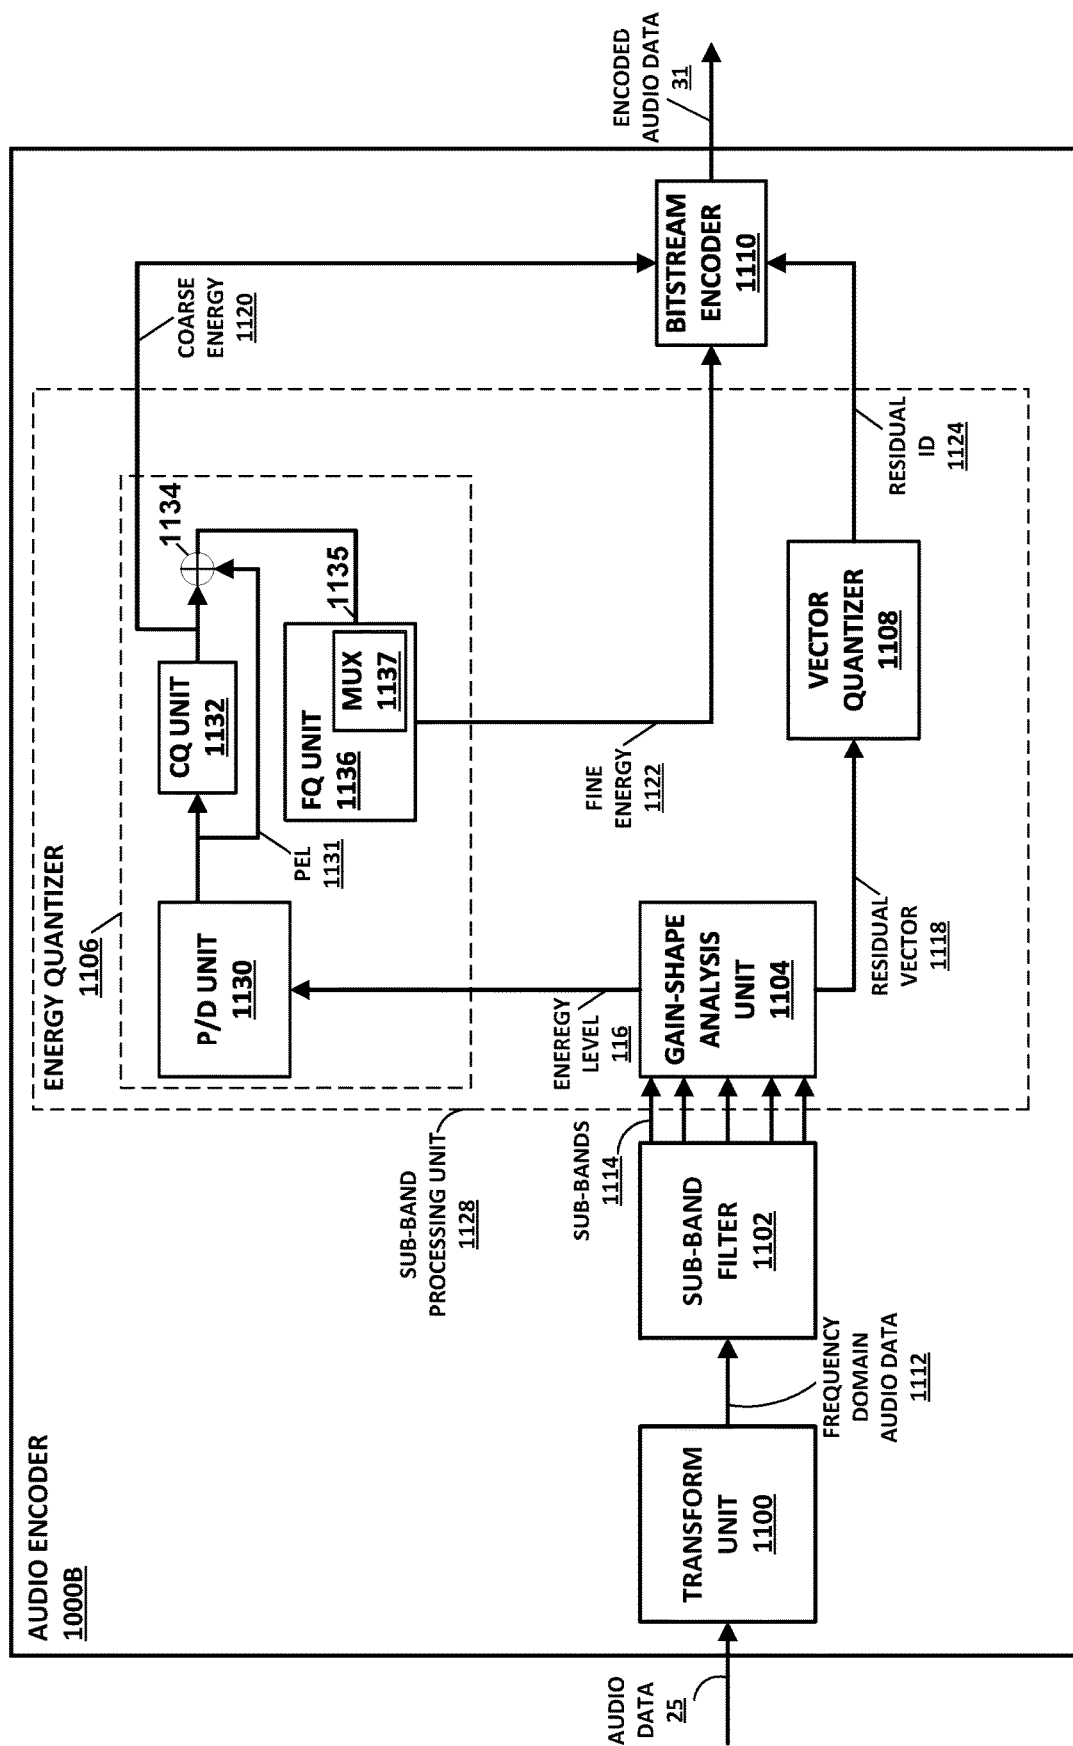 AUDIO ENCODER
1000B
AUDIO
DATA
25
TRANSFORM
UNIT
1100
FREQUENCY
DOMAIN
AUDIO DATA
1112
SUB-BAND
FILTER
1102
SUB-BANDS
1114
SUB-BAND
PROCESSING UNIT
1128
ENERGY QUANTIZER
1106
P/D UNIT
1130
ENEREGY
LEVEL
116
GAIN-SHAPE
ANALYSIS
UNIT
1104
PEL
1131
CQ UNIT
1132
1134
1135
FQ UNIT
1136
MUX
1137
FINE
ENERGY
1122
RESIDUAL
VECTOR
1118
VECTOR
QUANTIZER
1108
RESIDUAL
ID
1124
COARSE
ENERGY
1120
BITSTREAM
ENCODER
1110
ENCODED
AUDIO DATA
31